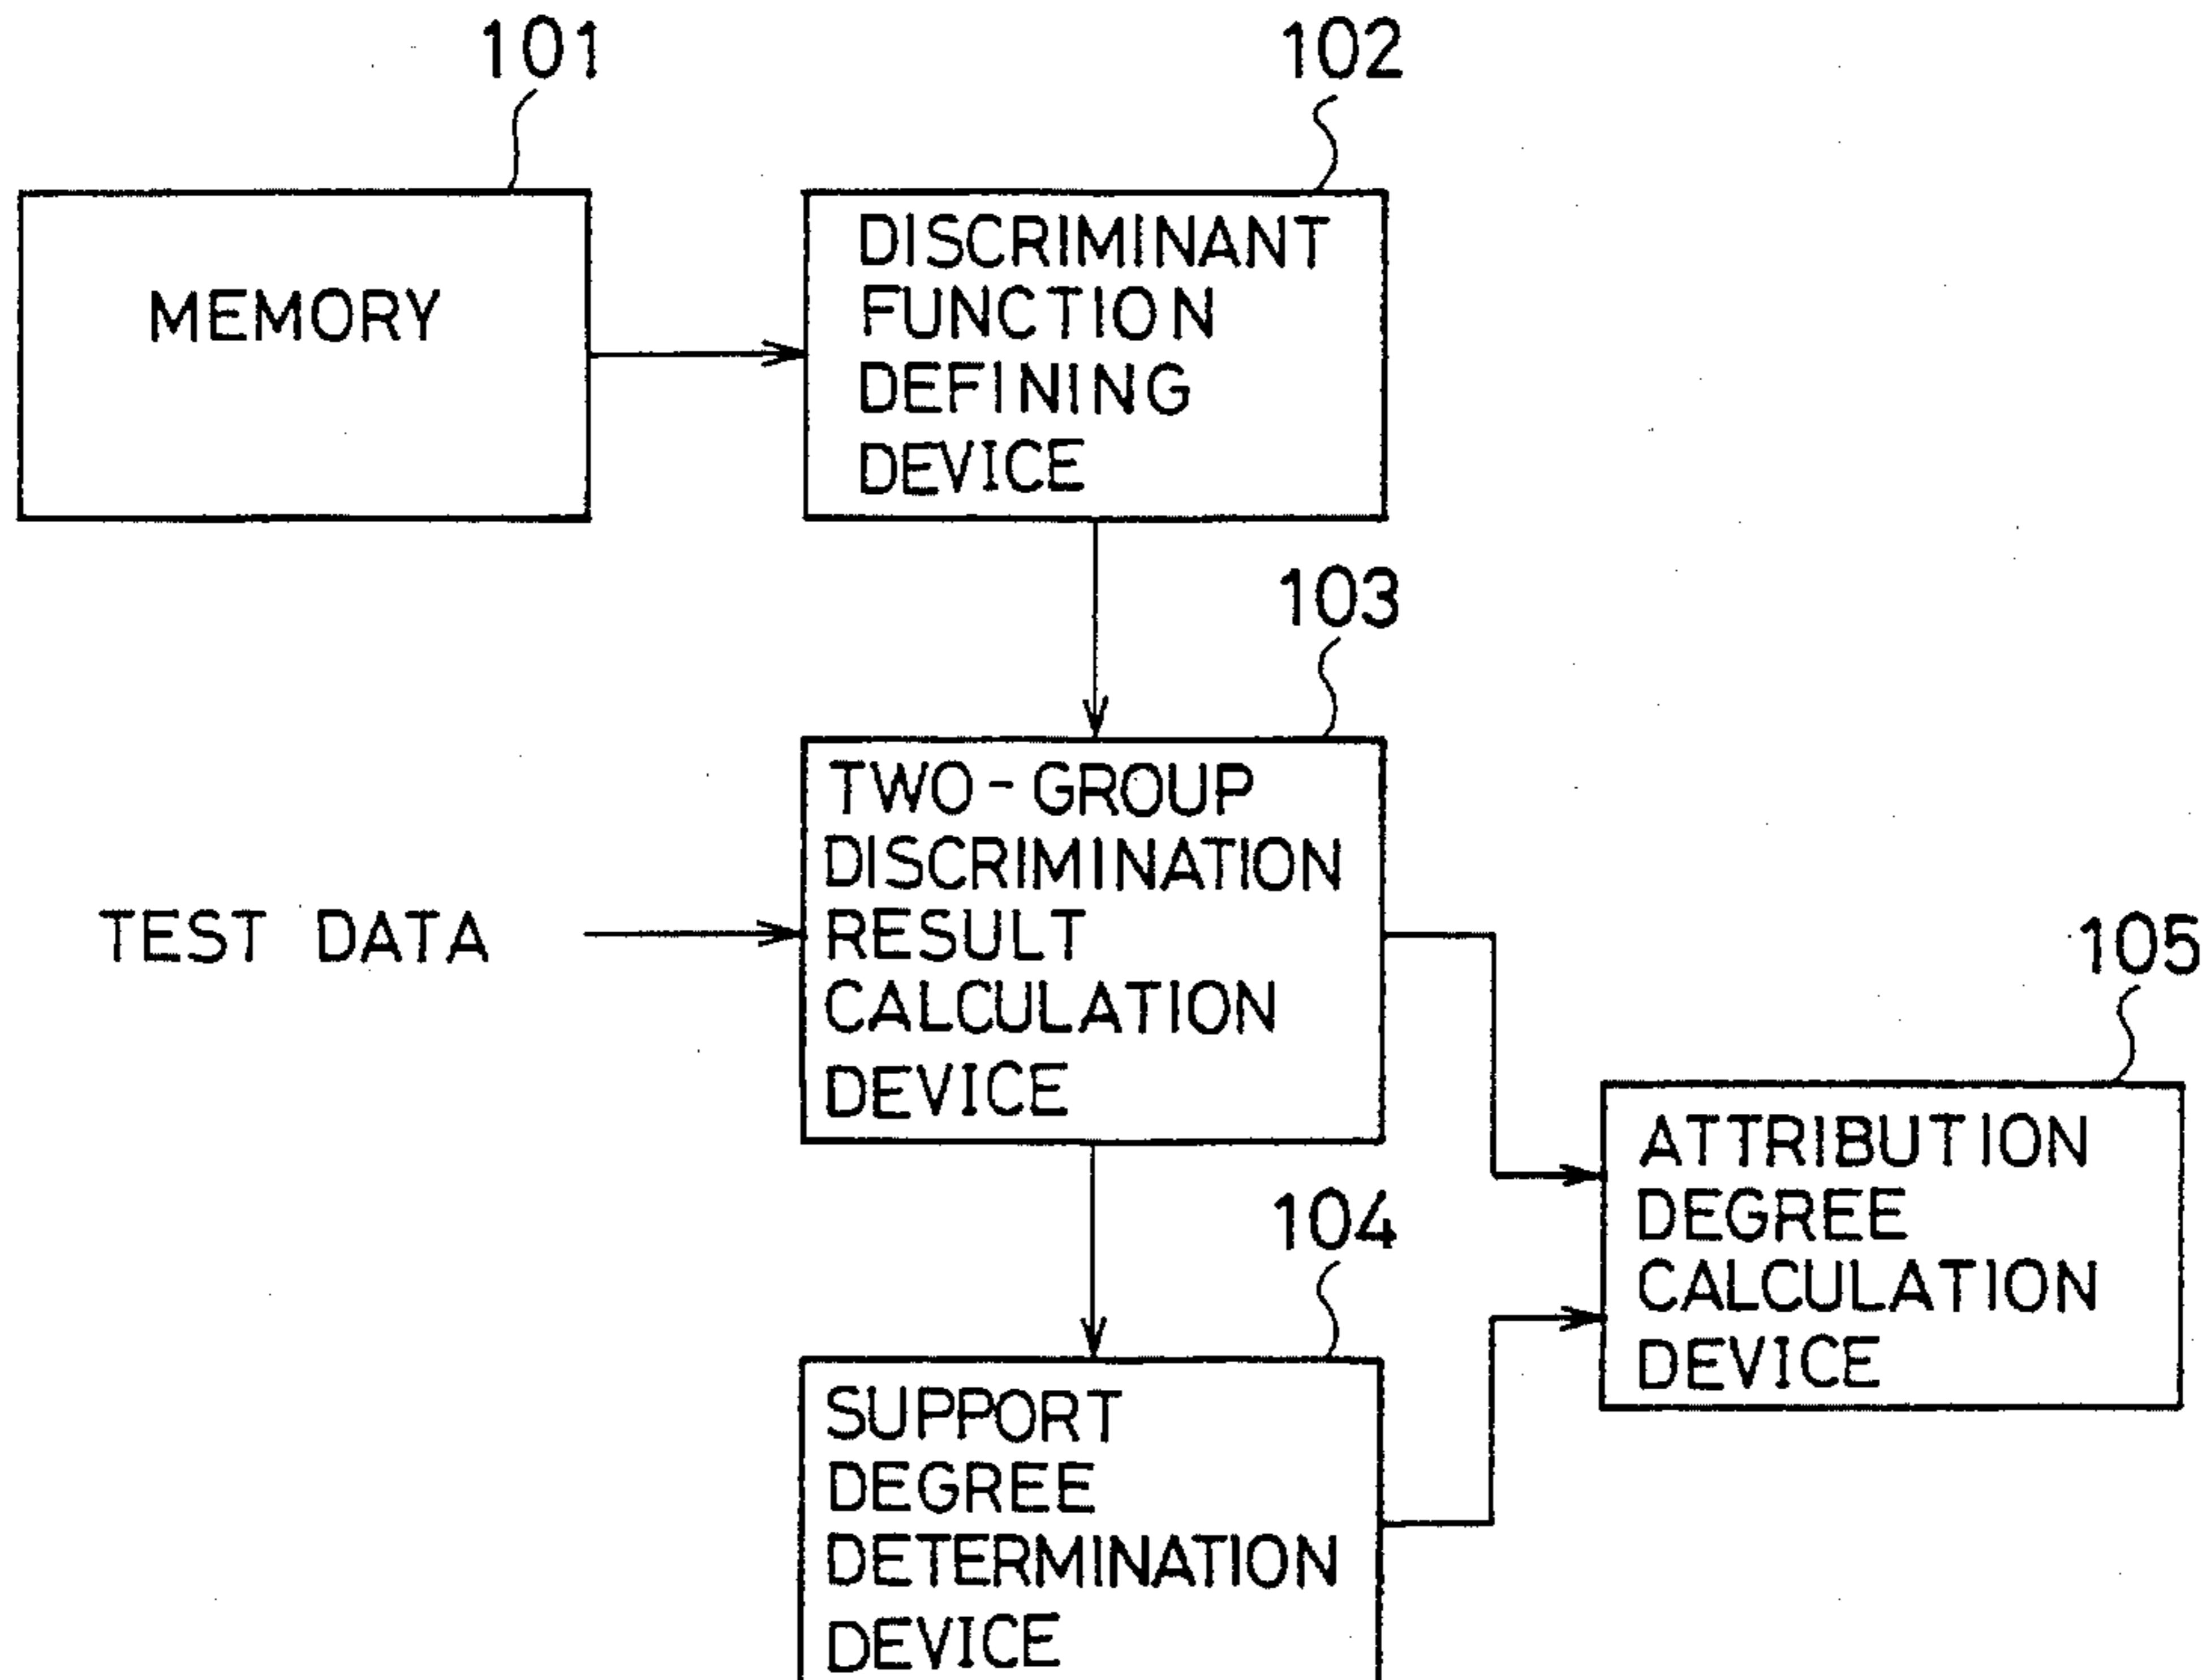 101
102
MEMORY
DISCRIMINANT
FUNCTION
DEFINING
DEVICE
103
TEST DATA
TWO-GROUP
DISCRIMINATION
RESULT
CALCULATION
DEVICE
105
ATTRIBUTION
DEGREE
CALCULATION
DEVICE
104
SUPPORT
DEGREE
DETERMINATION
DEVICE